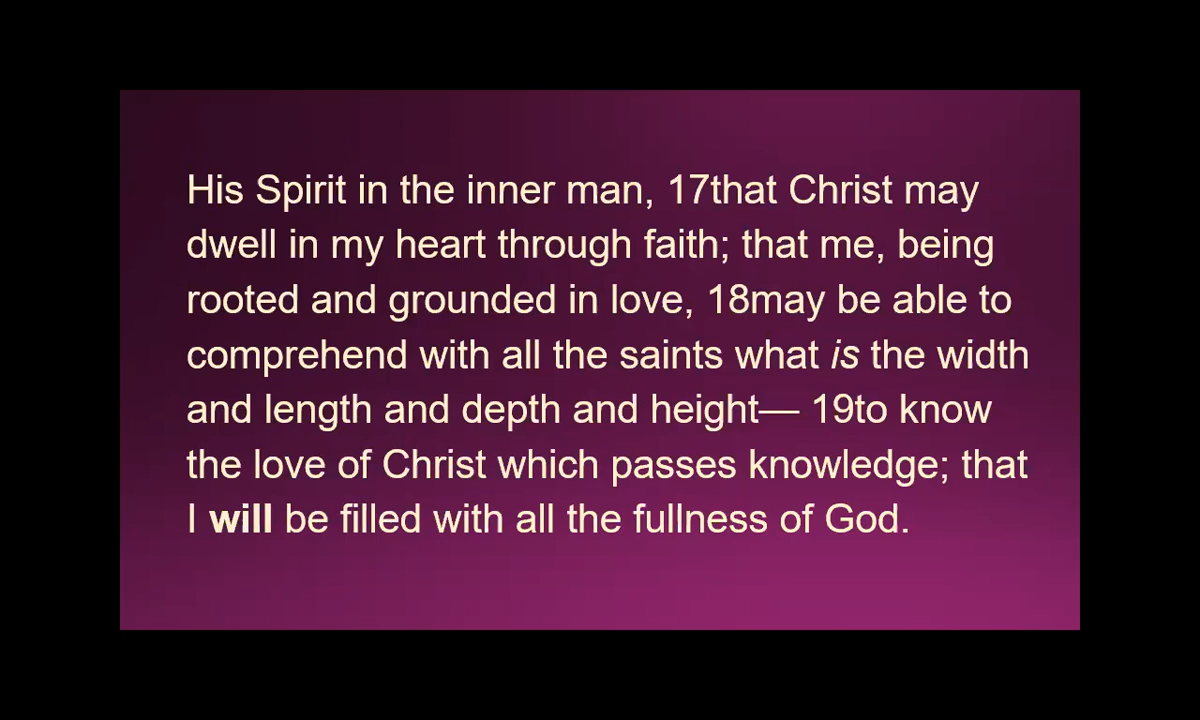 His Spirit in the inner man, 17that Christ may
dwell in my heart through faith; that me, being
rooted and grounded in love, 18may be able to
comprehend with all the saints what is the width
and length and depth and height— 19to know
the love of Christ which passes knowledge; that
I will be filled with all the fullness of God.